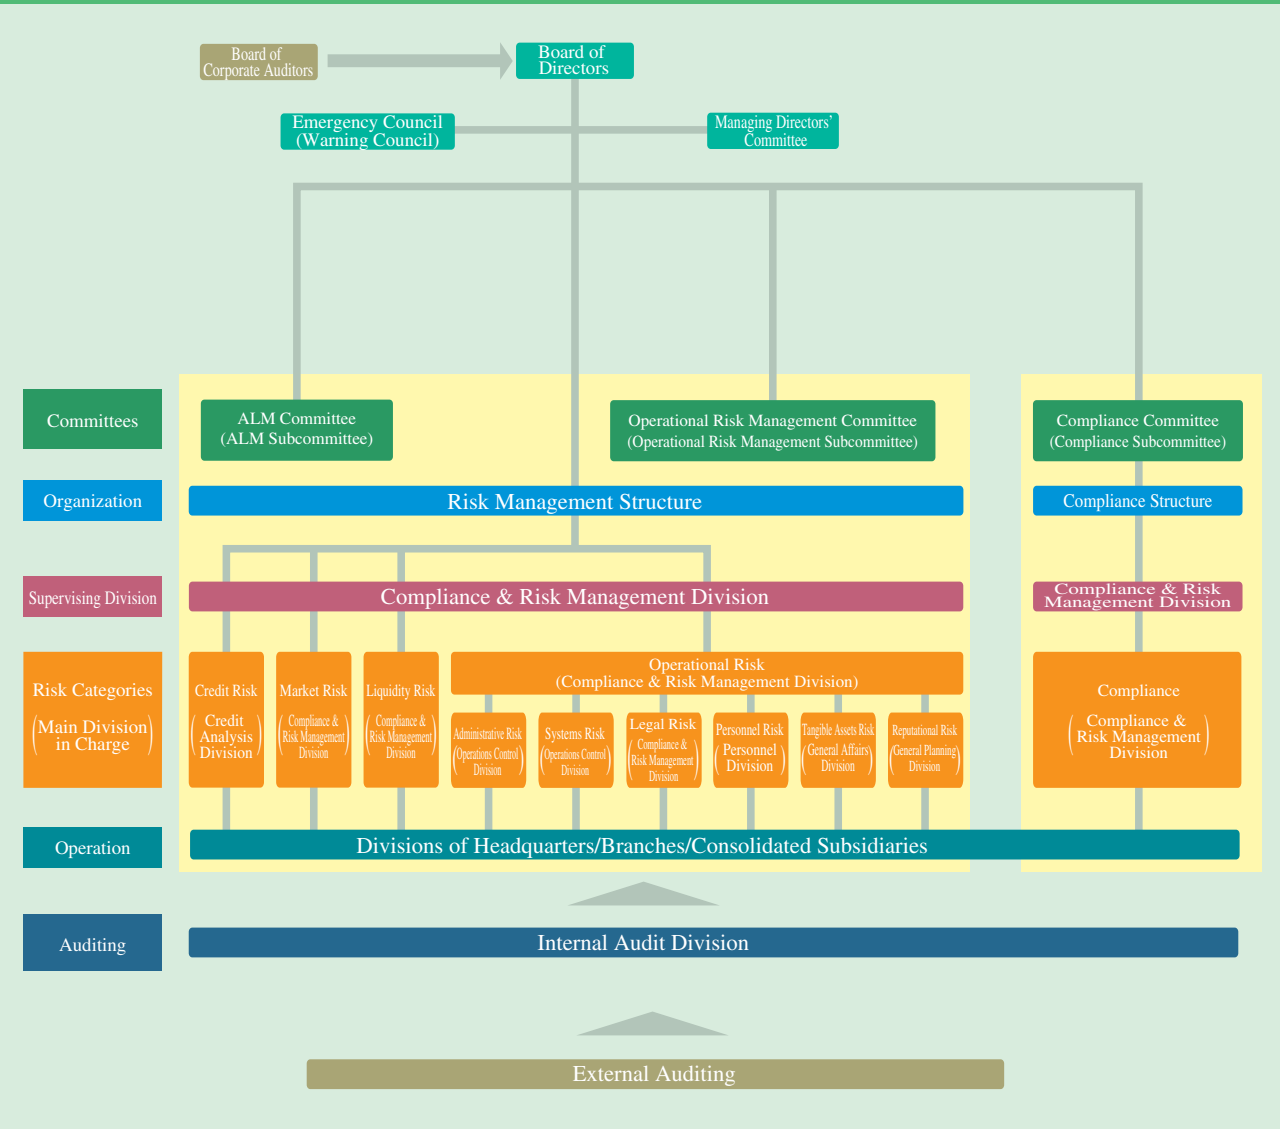 Board of
Corporate Auditors
Board of
Directors
Emergency Council
(Warning Council)
Managing Directors'
Committee
Committees
ALM Committee
(ALM Subcommittee)
Operational Risk Management Committee
(Operational Risk Management Subcommittee)
Compliance Committee
(Compliance Subcommittee)
Organization
Risk Management Structure
Compliance Structure
Supervising Division
Compliance & Risk Management Division
Compliance & Risk
Management Division
Risk Categories
(Main Division
in Charge)
Credit Risk
(Credit
Analysis
Division)
Market Risk
(Compliance &
Risk Management
Division)
Liquidity Risk
(Compliance &
Risk Management
Division)
Operational Risk
(Compliance & Risk Management Division)
Administrative Risk
(Operations Control
Division)
Systems Risk
(Operations Control
Division)
Legal Risk
(Compliance &
Risk Management
Division)
Personnel Risk
(Personnel
Division)
Tangible Assets Risk
(General Affairs
Division)
Reputational Risk
(General Planning
Division)
Compliance
(Compliance &
Risk Management
Division)
Operation
Divisions of Headquarters/Branches/Consolidated Subsidiaries
Auditing
Internal Audit Division
External Auditing